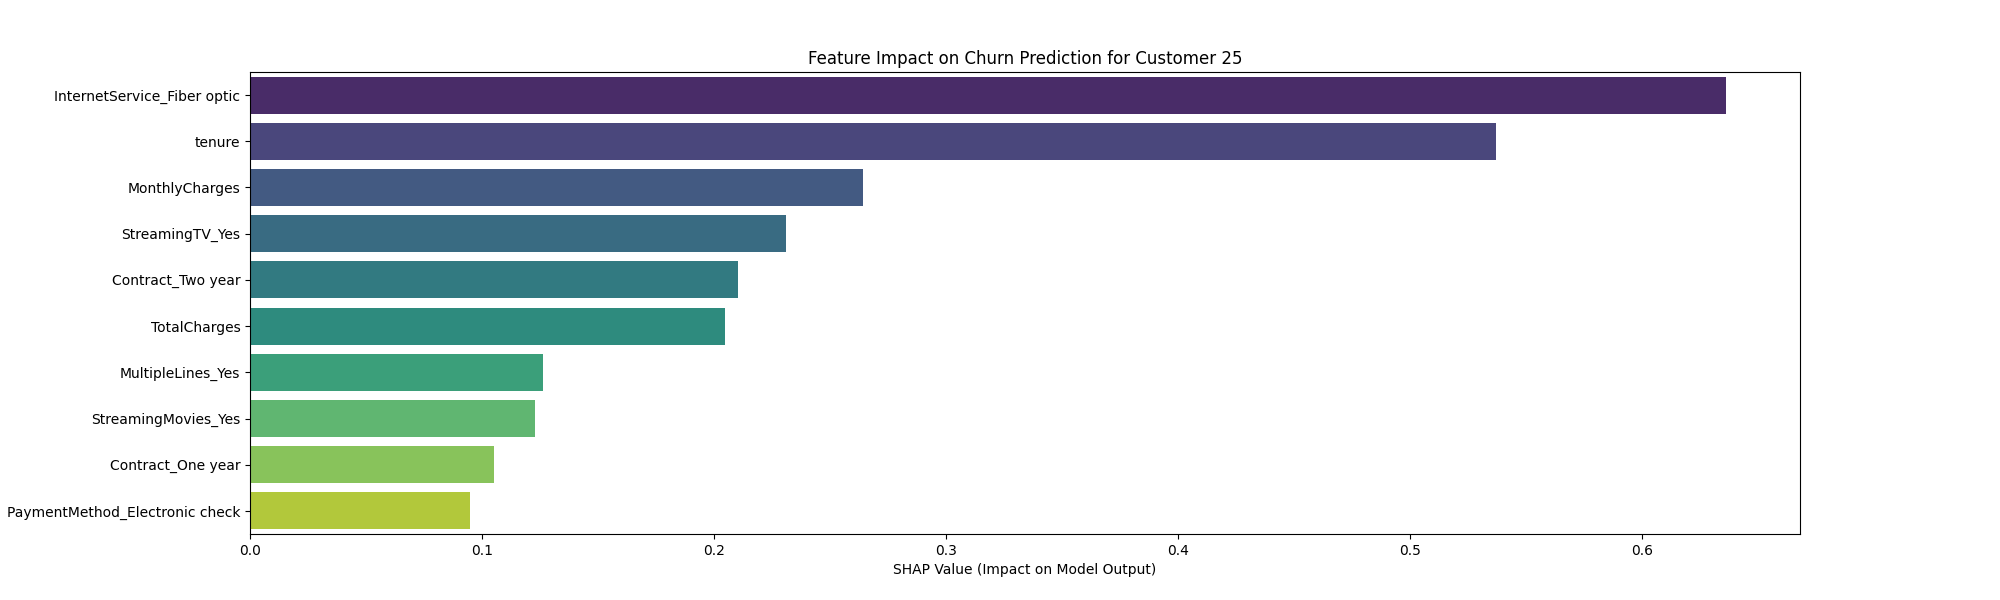 Feature Impact on Churn Prediction for Customer 25
InternetService_Fiber optic
tenure
MonthlyCharges
StreamingTV_Yes
Contract_Two year
TotalCharges
MultipleLines_Yes
StreamingMovies_Yes
Contract_One year
PaymentMethod_Electronic check
0.0 0.1 0.2 0.3 0.4 0.5 0.6
SHAP Value (Impact on Model Output)